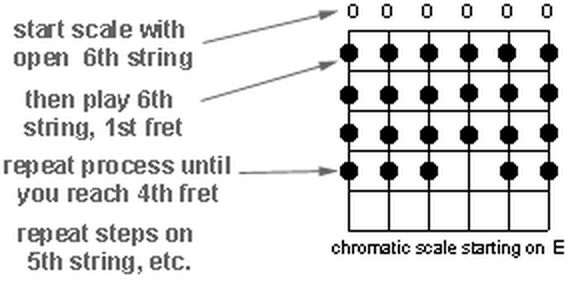 0 0 0 0 0 0
start scale with
open 6th string
then play 6th
string, 1st fret
repeat process until
you reach 4th fret
repeat steps on
5th string, etc.
chromatic scale starting on E